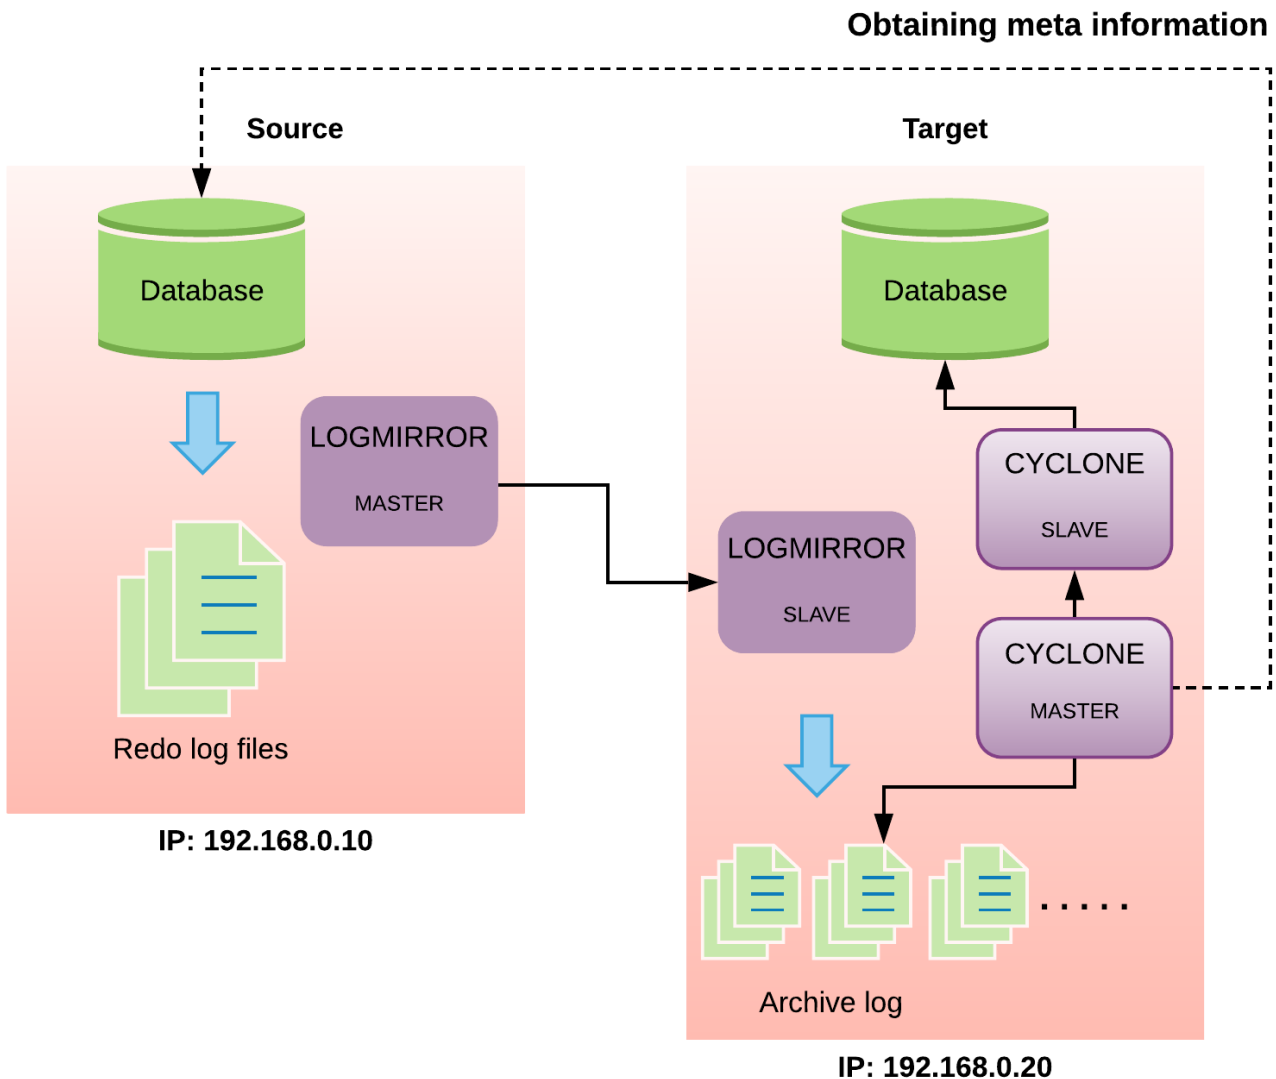 Obtaining meta information
Source
Target
Database
Database
LOGMIRROR
MASTER
CYCLONE
SLAVE
LOGMIRROR
SLAVE
CYCLONE
MASTER
Redo log files
IP: 192.168.0.10
.....
Archive log
IP: 192.168.0.20